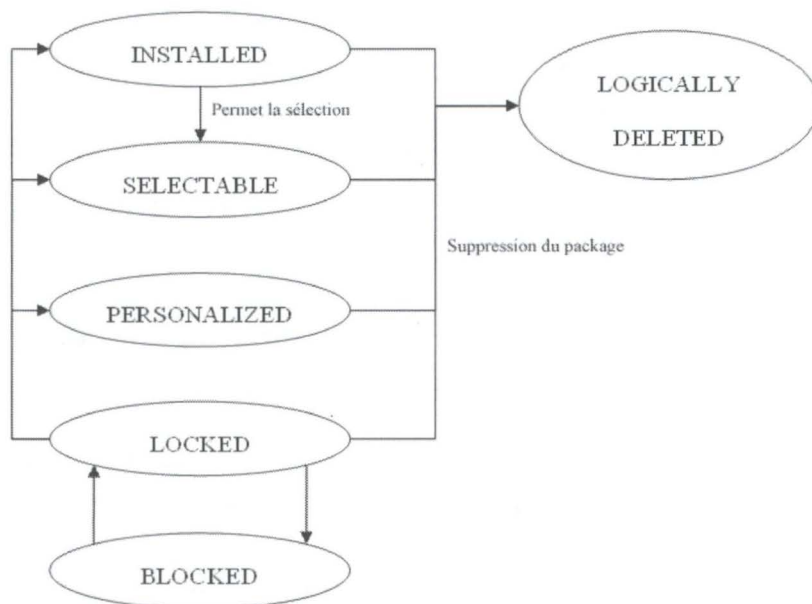 INSTALLED
Permet la sélection
SELECTABLE
PERSONALIZED
LOCKED
BLOCKED
LOGICALLY
DELETED
Suppression du package